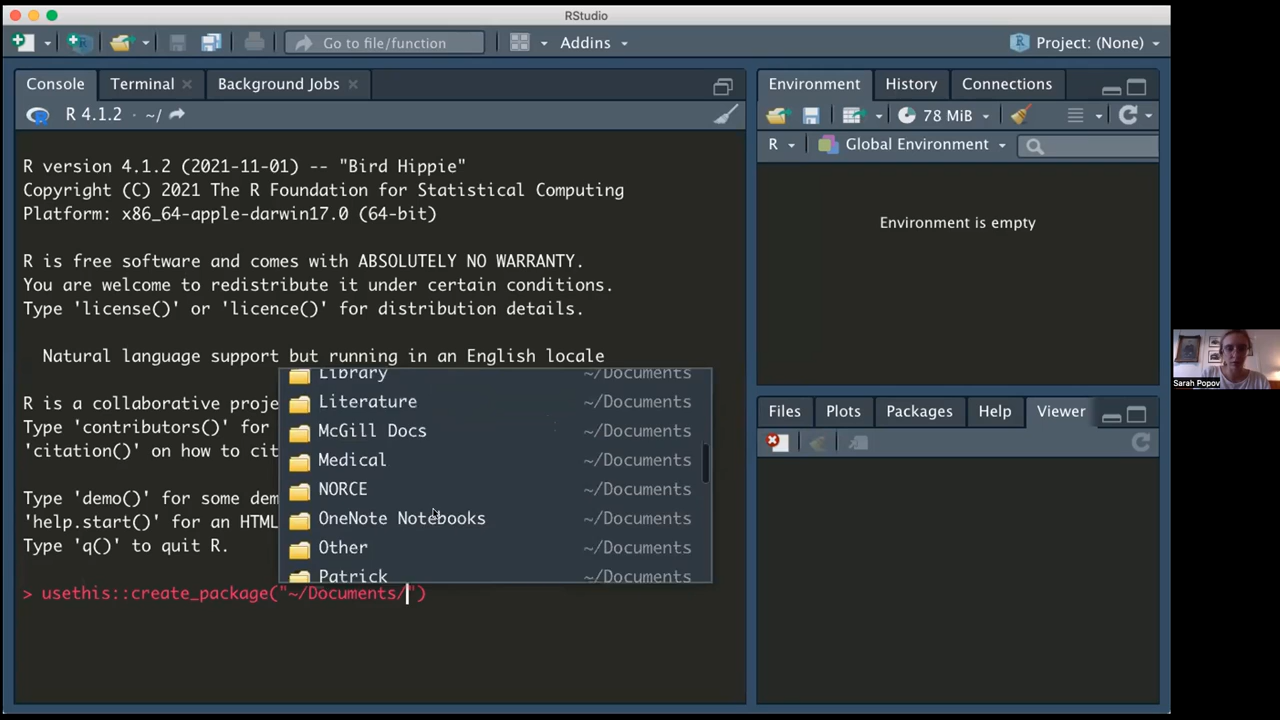 RStudio
Go to file/function
Addins
Project: (None)
Console
Terminal
Background Jobs
R 4.1.2 · ~/
R version 4.1.2 (2021-11-01) -- "Bird Hippie"
Copyright (C) 2021 The R Foundation for Statistical Computing
Platform: x86_64-apple-darwin17.0 (64-bit)
R is free software and comes with ABSOLUTELY NO WARRANTY.
You are welcome to redistribute it under certain conditions.
Type 'license()' or 'licence()' for distribution details.
Natural language support but running in an English locale
R is a collaborative proje
Type 'contributors()' for
'citation()' on how to cit
Type 'demo()' for some dem
'help.start()' for an HTML
Type 'q()' to quit R.
Library ~/Documents
Literature ~/Documents
McGill Docs ~/Documents
Medical ~/Documents
NORCE ~/Documents
OneNote Notebooks ~/Documents
Other ~/Documents
Patrick ~/Documents
> usethis::create_package("~/Documents/")
Environment
History
Connections
78 MiB
R
Global Environment
Environment is empty
Files
Plots
Packages
Help
Viewer
Sarah Popov